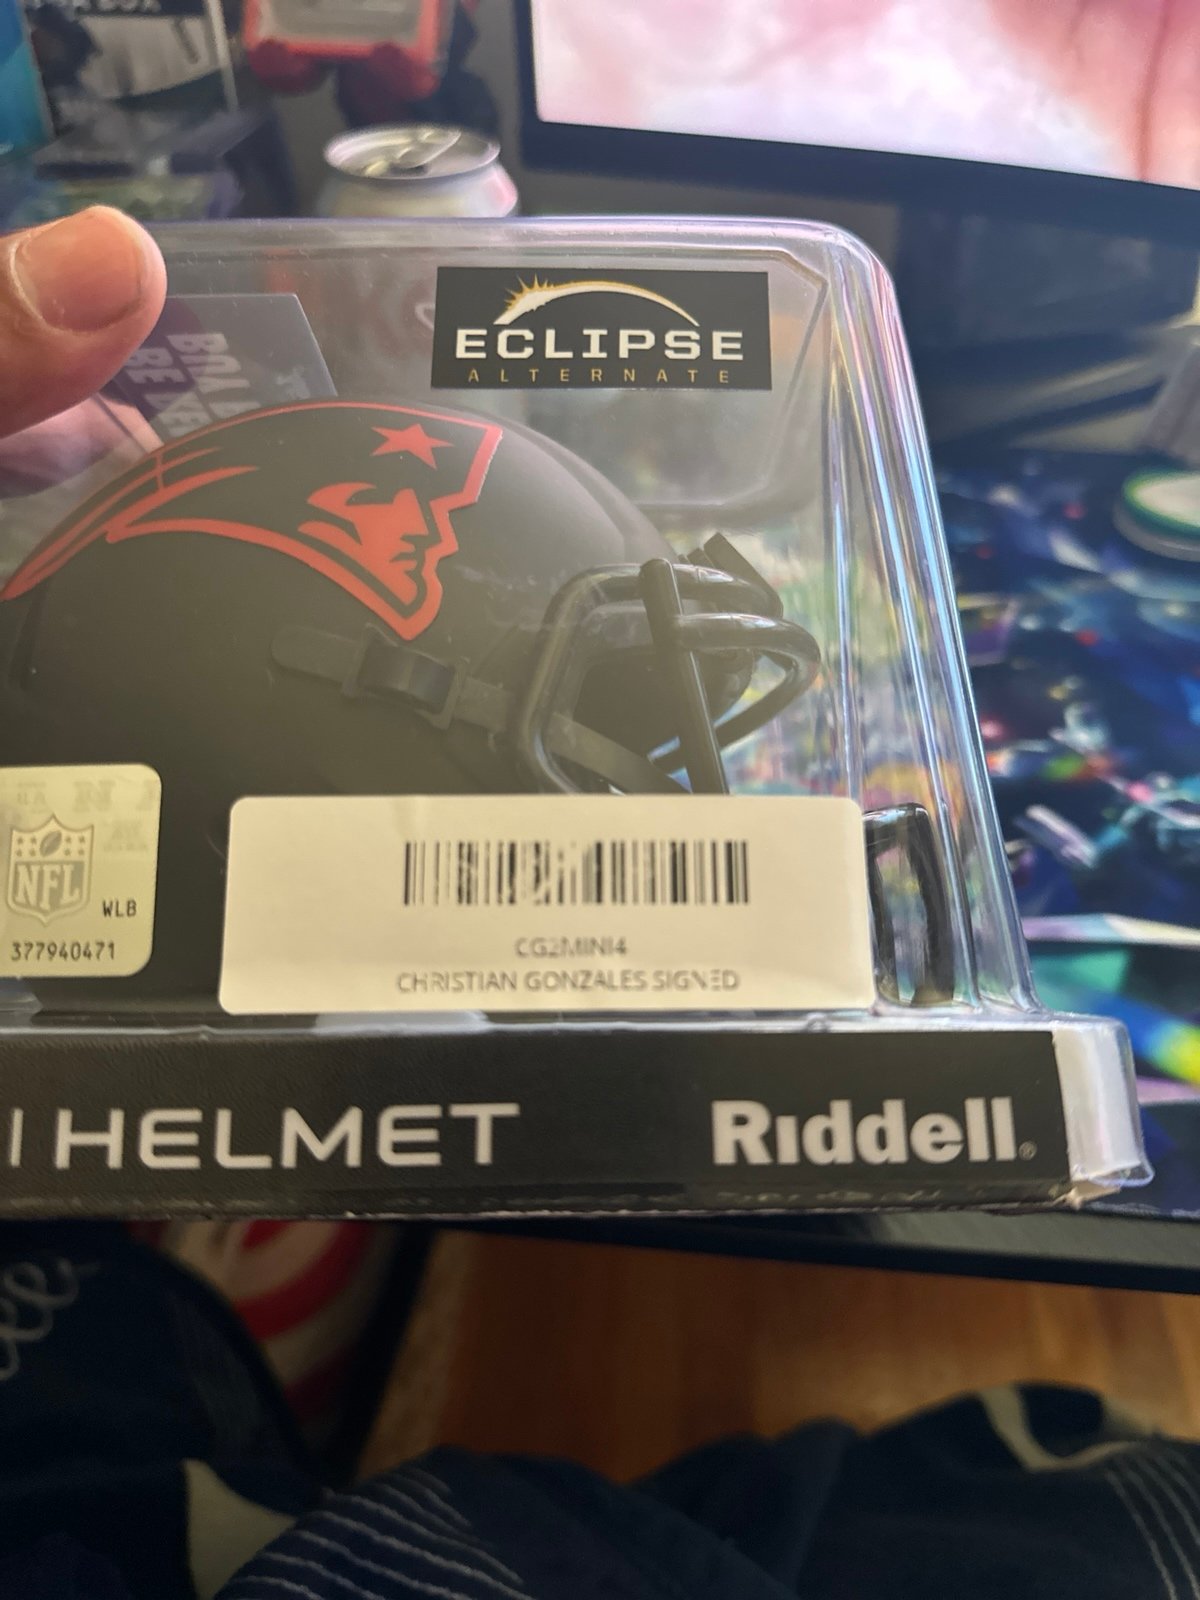 ECLIPSE
ALTERNATE
NFL
WLB
377940471
CG2MINI4
CHRISTIAN GONZALES SIGNED
HELMET
Riddell®